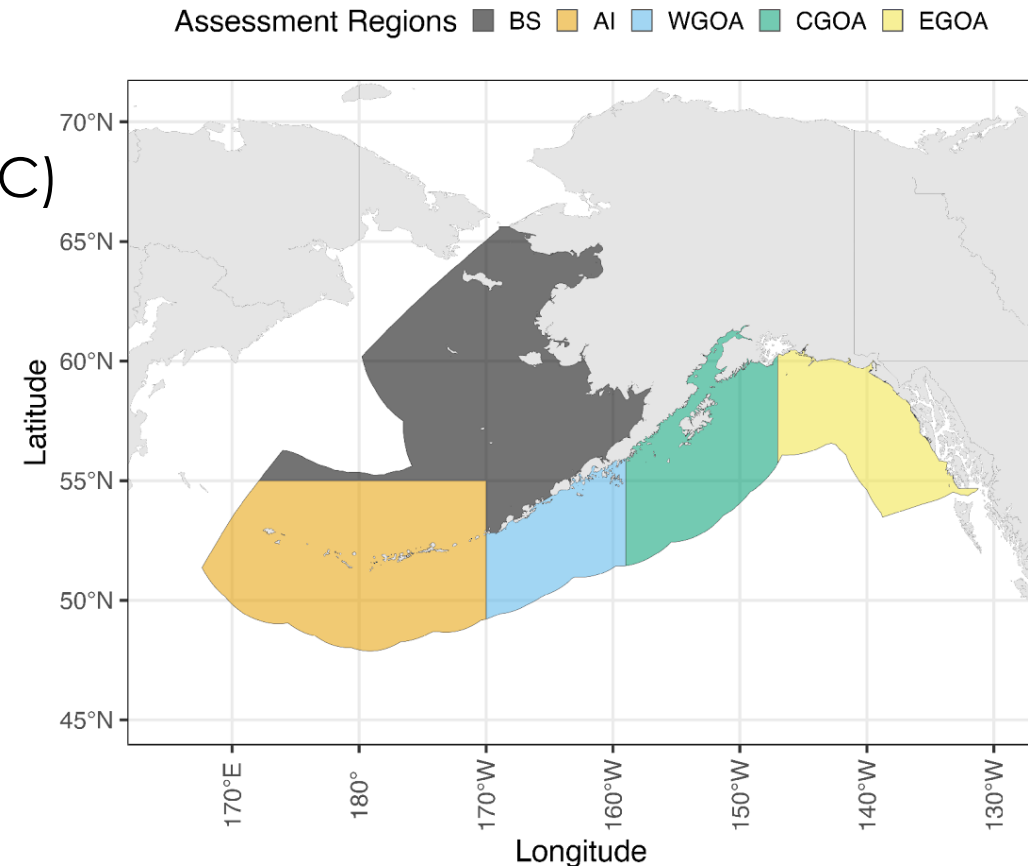 Assessment Regions BS AI WGOA CGOA EGOA
C)
70°N
65°N
60°N
55°N
50°N
45°N
Latitude
170°E 180° 170°W 160°W 150°W 140°W 130°W
Longitude